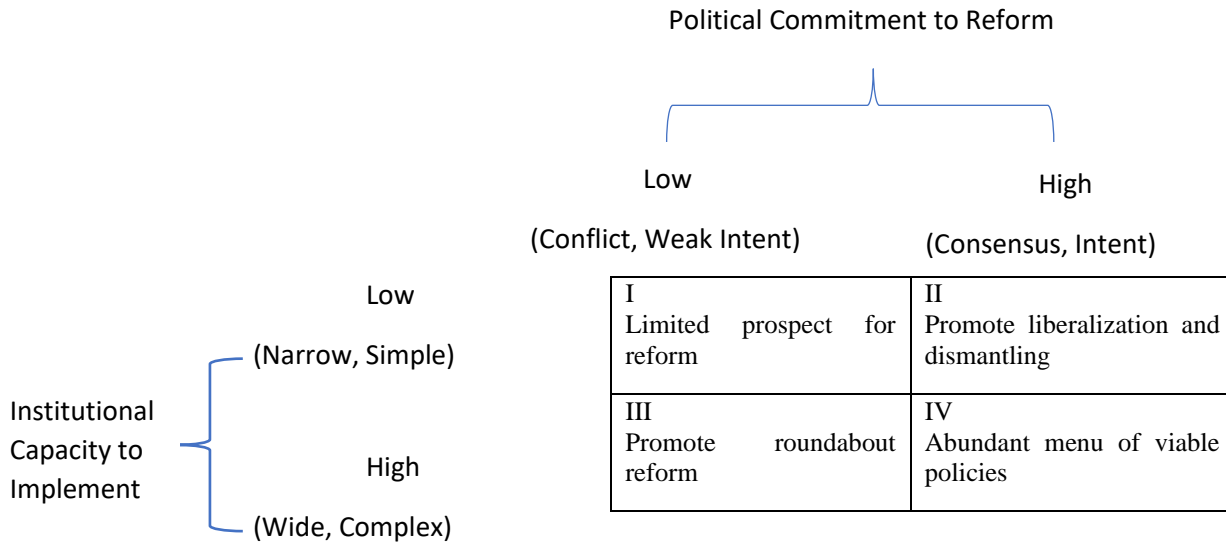 Political Commitment to Reform
Low
High
(Conflict, Weak Intent)
(Consensus, Intent)
Low
(Narrow, Simple)
Institutional
Capacity to
Implement
High
(Wide, Complex)
I
Limited prospect for
reform
II
Promote liberalization and
dismantling
III
Promote roundabout
reform
IV
Abundant menu of viable
policies